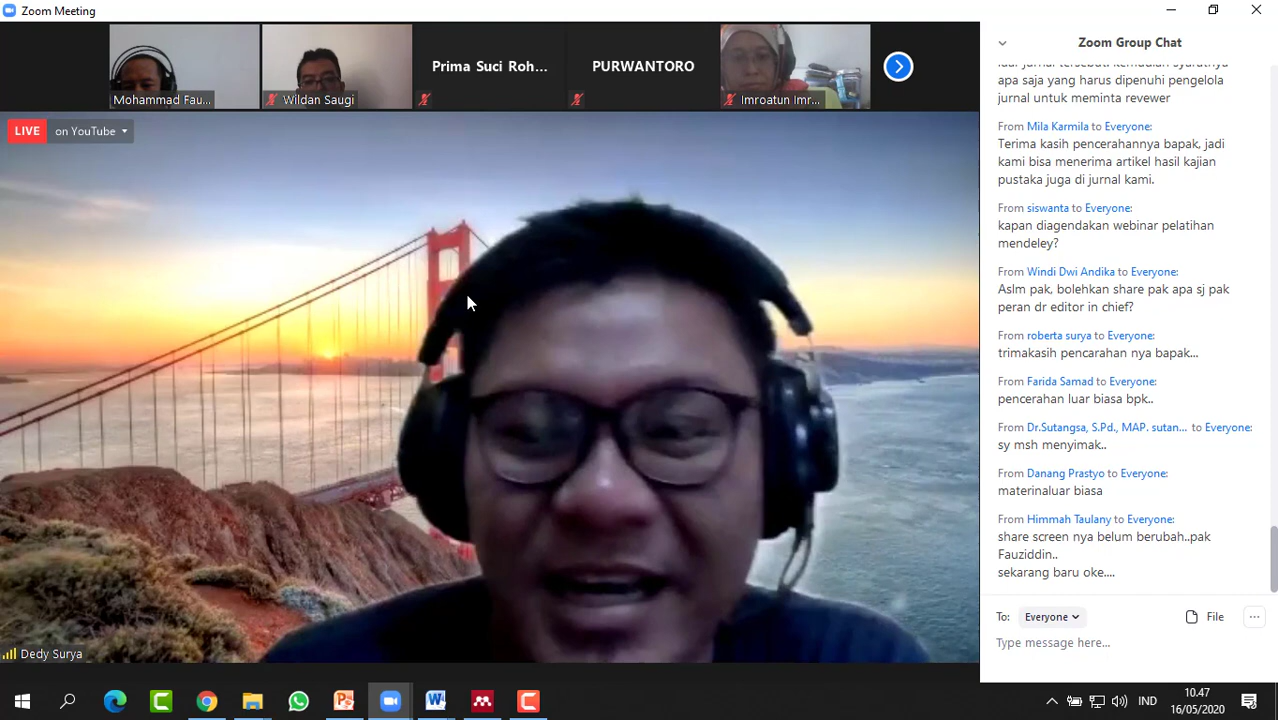 Zoom Meeting
Mohammad Fau...
Wildan Saugi
Prima Suci Roh...
PURWANTORO
Imroatun Imr...
LIVE on YouTube
Dedy Surya
Zoom Group Chat
luar jurnal tersebut. kemudian syaratnya
apa saja yang harus dipenuhi pengelola
jurnal untuk meminta revewer
From Mila Karmila to Everyone:
Terima kasih pencerahannya bapak, jadi
kami bisa menerima artikel hasil kajian
pustaka juga di jurnal kami.
From siswanta to Everyone:
kapan diagendakan webinar pelatihan
mendeley?
From Windi Dwi Andika to Everyone:
Aslm pak, bolehkan share pak apa sj pak
peran dr editor in chief?
From roberta surya to Everyone:
trimakasih pencarahan nya bapak...
From Farida Samad to Everyone:
pencerahan luar biasa bpk..
From Dr.Sutangsa, S.Pd., MAP. sutan... to Everyone:
sy msh menyimak..
From Danang Prastyo to Everyone:
materinaluar biasa
From Himmah Taulany to Everyone:
share screen nya belum berubah..pak
Fauziddin..
sekarang baru oke....
To: Everyone File
Type message here...
IND
10.47
16/05/2020